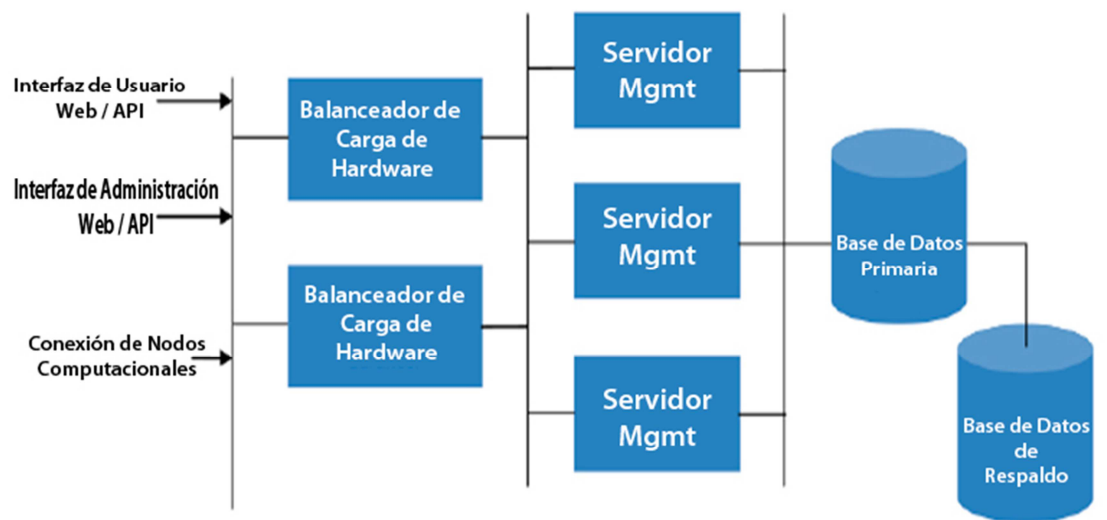 Interfaz de Usuario
Web / API
Interfaz de Administración
Web / API
Conexión de Nodos
Computacionales
Balanceador de
Carga de
Hardware
Balanceador de
Carga de
Hardware
Servidor
Mgmt
Servidor
Mgmt
Servidor
Mgmt
Base de Datos
Primaria
Base de Datos
de
Respaldo